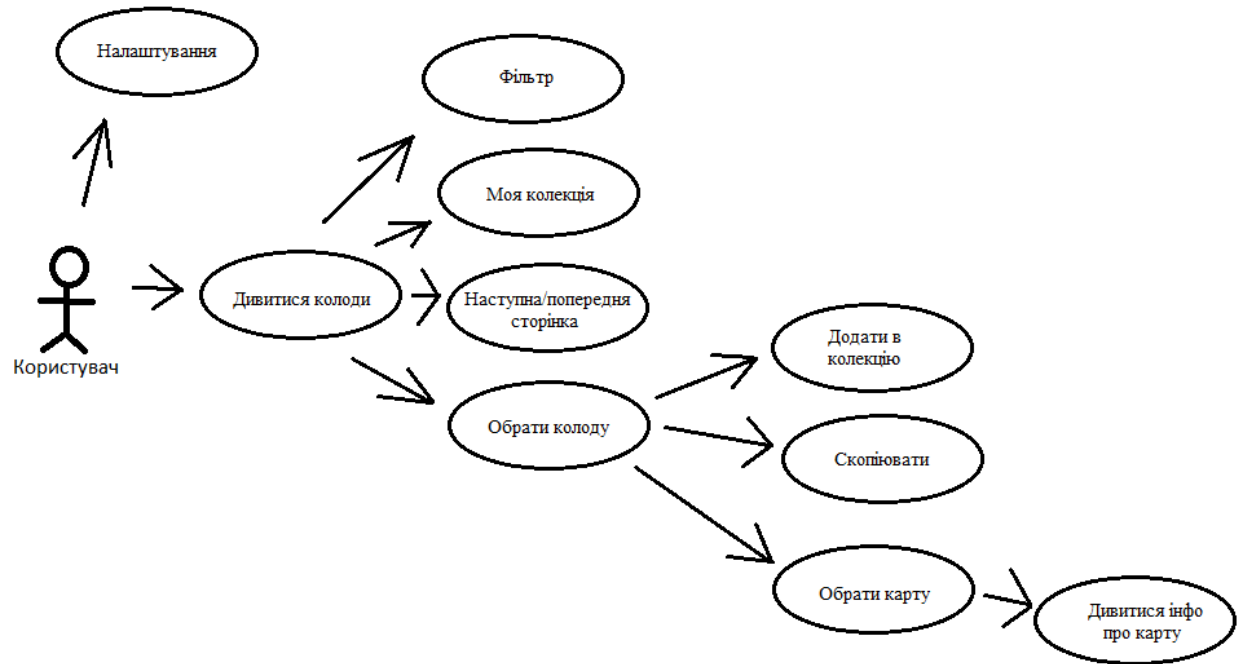 Налаштування
Фільтр
Моя колекція
Дивитися колоди
Наступна/попередня
сторінка
Користувач
Додати в
колекцію
Обрати колоду
Скопіювати
Обрати карту
Дивитися інфо
про карту